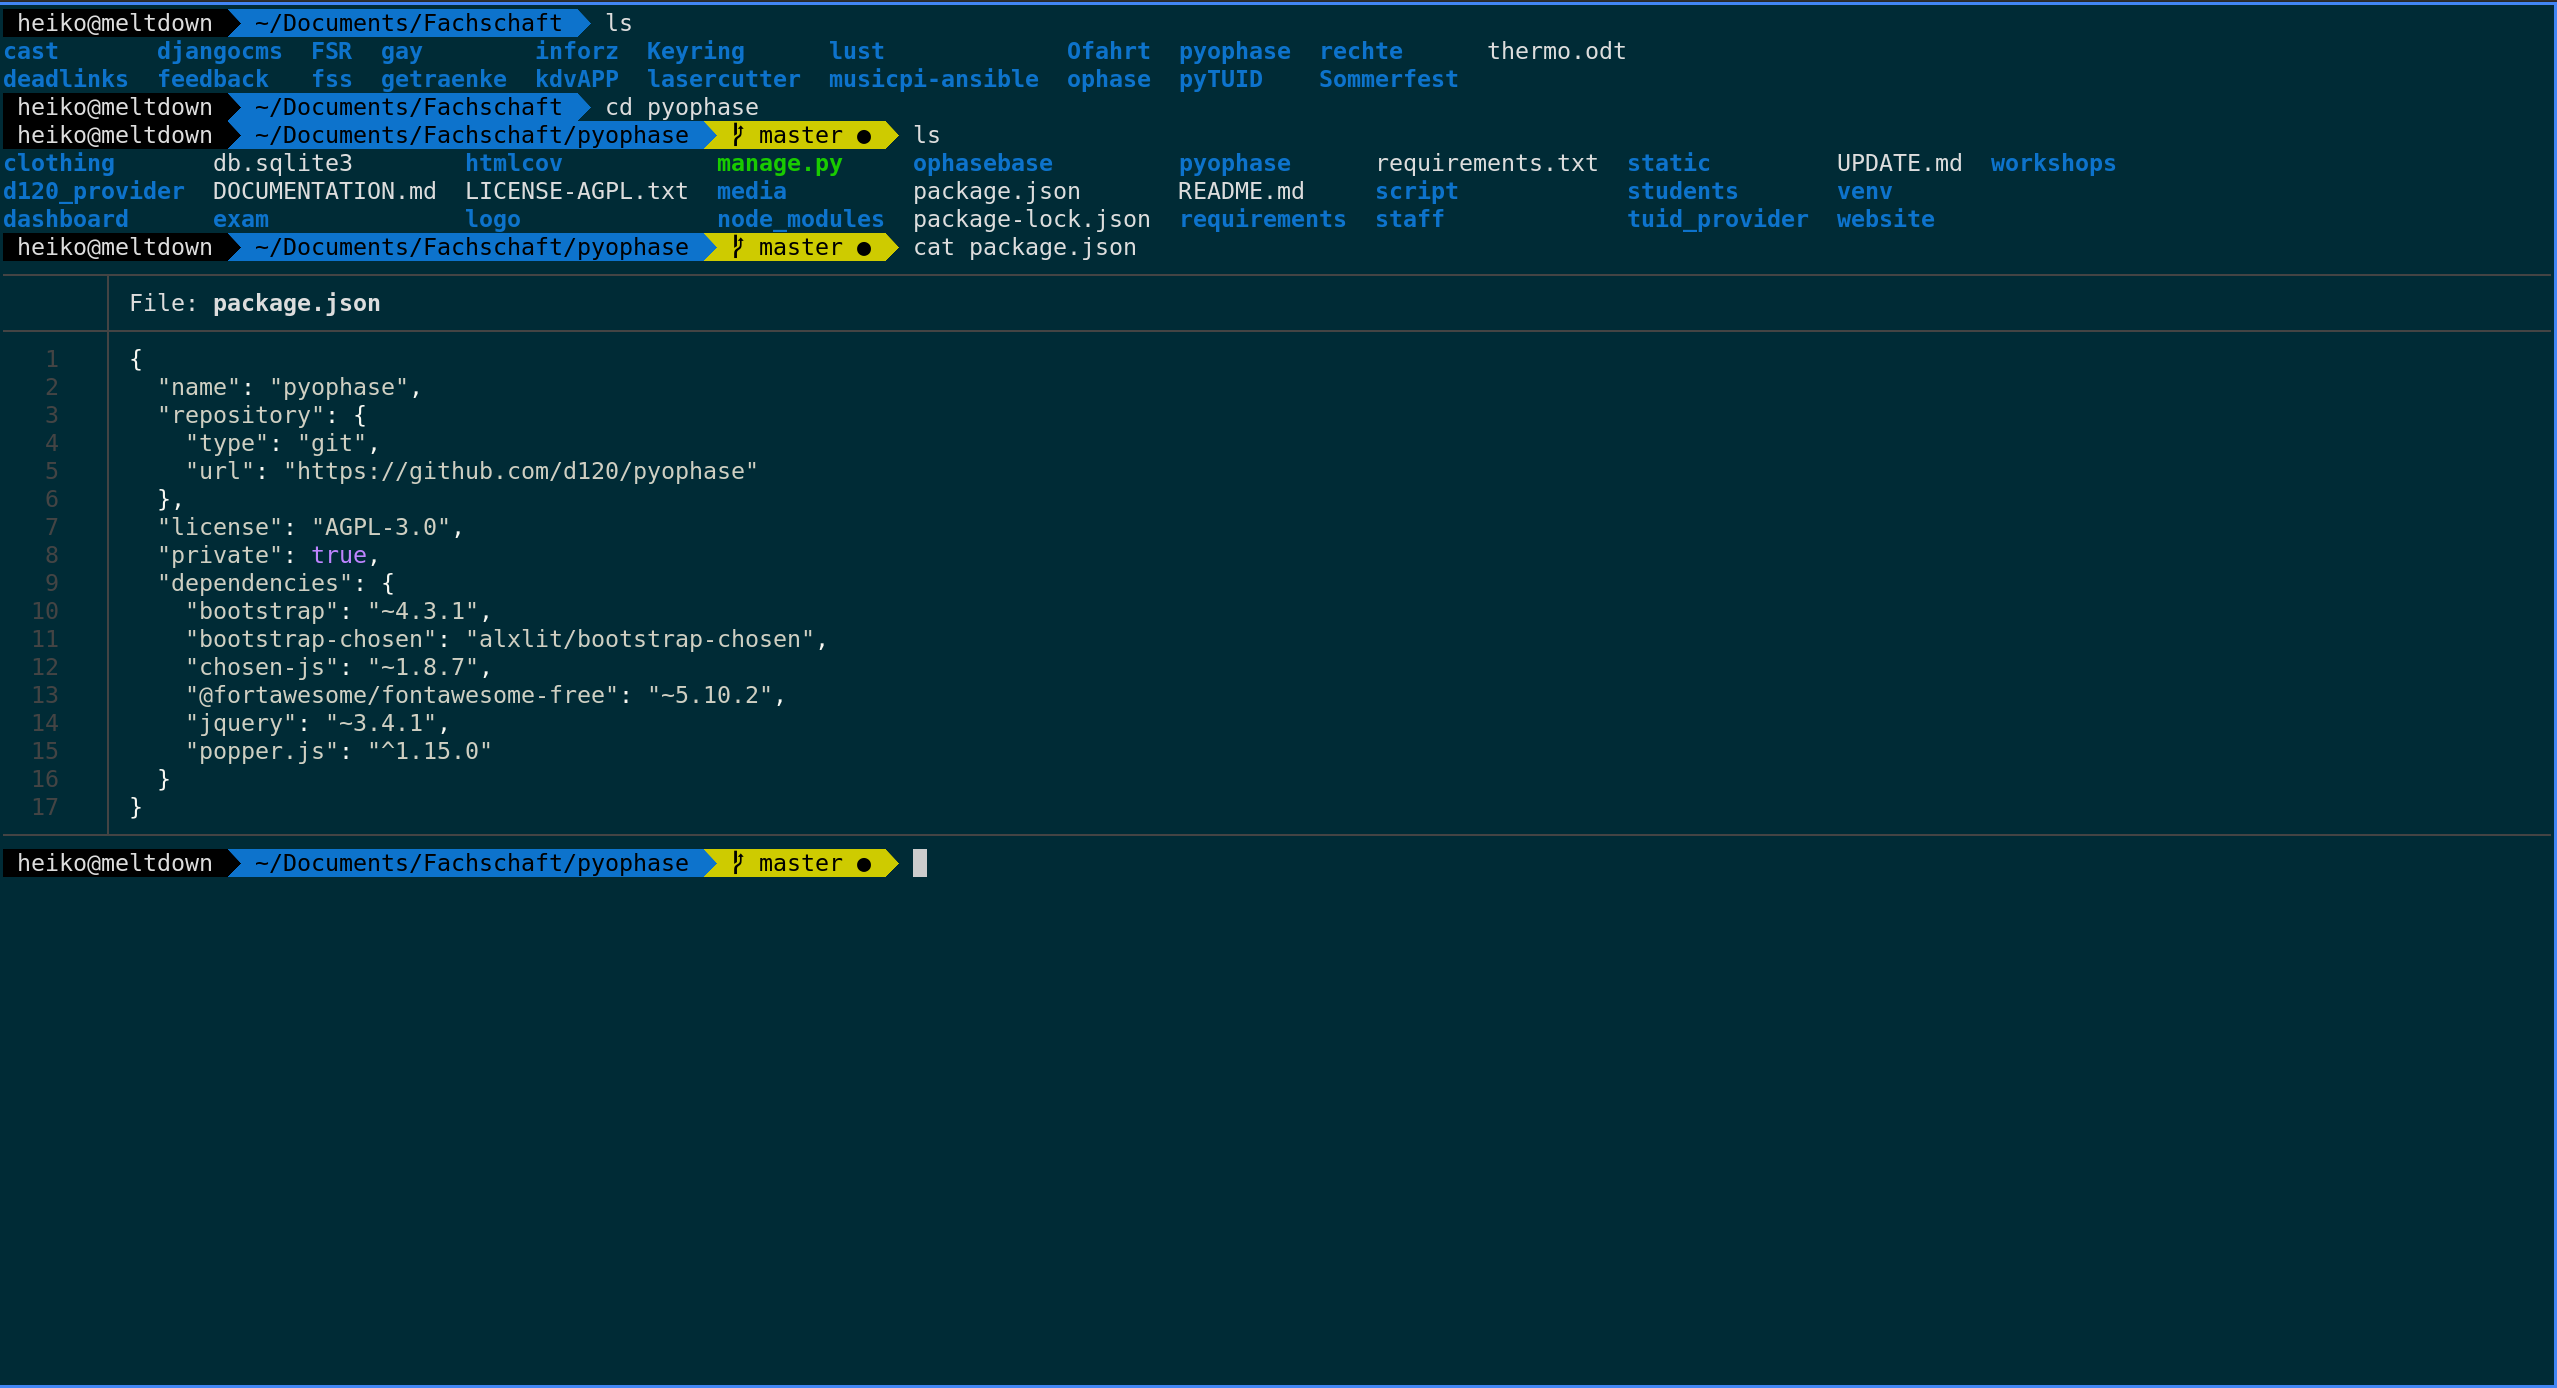 heiko@meltdown ~/Documents/Fachschaft ls
cast djangocms FSR gay inforz Keyring lust Ofahrt pyophase rechte thermo.odt
deadlinks feedback fss getraenke kdvAPP lasercutter musicpi-ansible ophase pyTUID Sommerfest
heiko@meltdown ~/Documents/Fachschaft cd pyophase
heiko@meltdown ~/Documents/Fachschaft/pyophase master ● ls
clothing db.sqlite3 htmlcov manage.py ophasebase pyophase requirements.txt static UPDATE.md workshops
d120_provider DOCUMENTATION.md LICENSE-AGPL.txt media package.json README.md script students venv
dashboard exam logo node_modules package-lock.json requirements staff tuid_provider website
heiko@meltdown ~/Documents/Fachschaft/pyophase master ● cat package.json
File: package.json
1 {
2 "name": "pyophase",
3 "repository": {
4 "type": "git",
5 "url": "https://github.com/d120/pyophase"
6 },
7 "license": "AGPL-3.0",
8 "private": true,
9 "dependencies": {
10 "bootstrap": "~4.3.1",
11 "bootstrap-chosen": "alxlit/bootstrap-chosen",
12 "chosen-js": "~1.8.7",
13 "@fortawesome/fontawesome-free": "~5.10.2",
14 "jquery": "~3.4.1",
15 "popper.js": "^1.15.0"
16 }
17 }
heiko@meltdown ~/Documents/Fachschaft/pyophase master ●